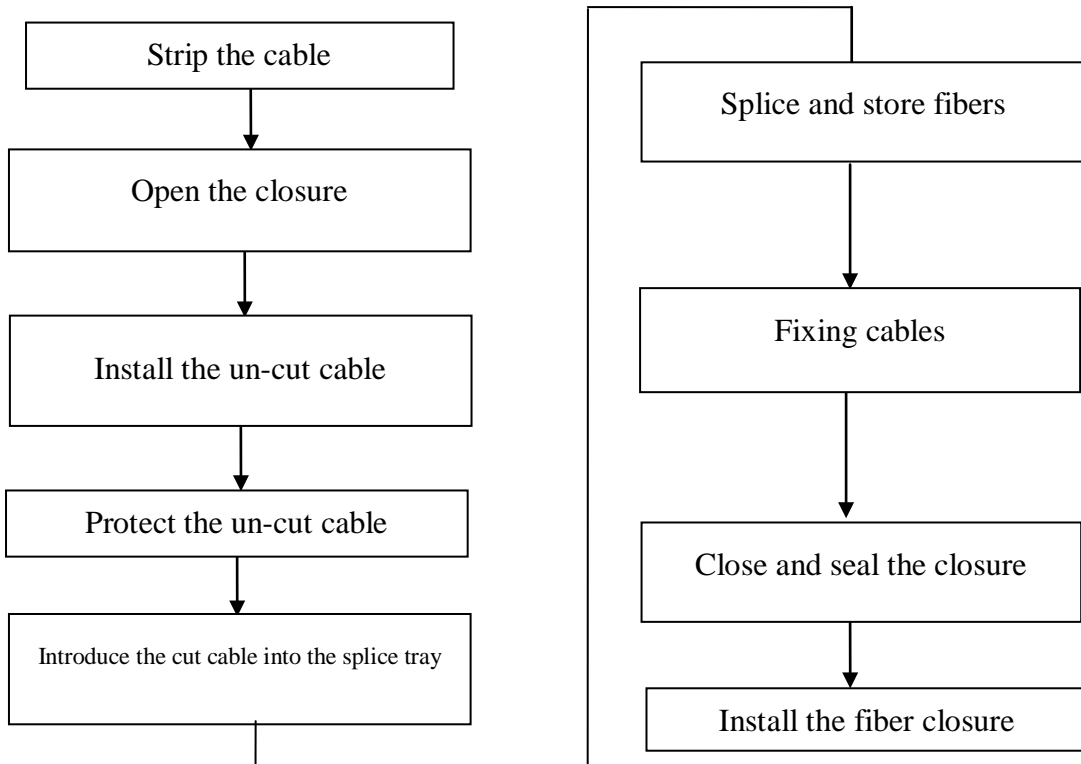 Strip the cable
Open the closure
Install the un-cut cable
Protect the un-cut cable
Introduce the cut cable into the splice tray
Splice and store fibers
Fixing cables
Close and seal the closure
Install the fiber closure